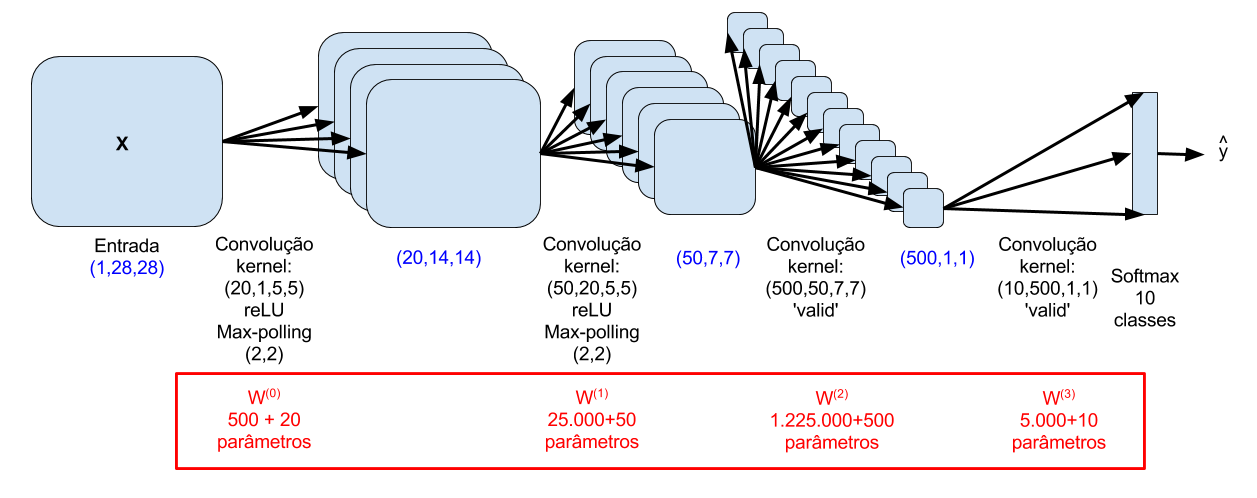 X
ŷ
Entrada
(1,28,28)
Convolução
kernel:
(20,1,5,5)
reLU
Max-polling
(2,2)
(20,14,14)
Convolução
kernel:
(50,20,5,5)
reLU
Max-polling
(2,2)
(50,7,7)
Convolução
kernel:
(500,50,7,7)
'valid'
(500,1,1)
Convolução
kernel:
(10,500,1,1)
'valid'
Softmax
10
classes
W(0)
500 + 20
parâmetros
W(1)
25.000+50
parâmetros
W(2)
1.225.000+500
parâmetros
W(3)
5.000+10
parâmetros